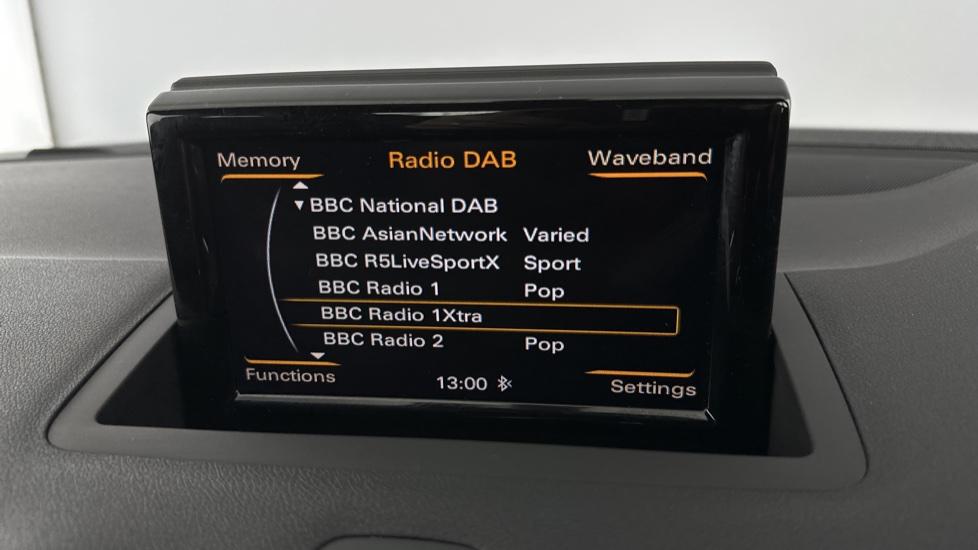 Memory Radio DAB Waveband
BBC National DAB
BBC AsianNetwork Varied
BBC R5LiveSportX Sport
BBC Radio 1 Pop
BBC Radio 1Xtra
BBC Radio 2 Pop
Functions 13:00 Settings